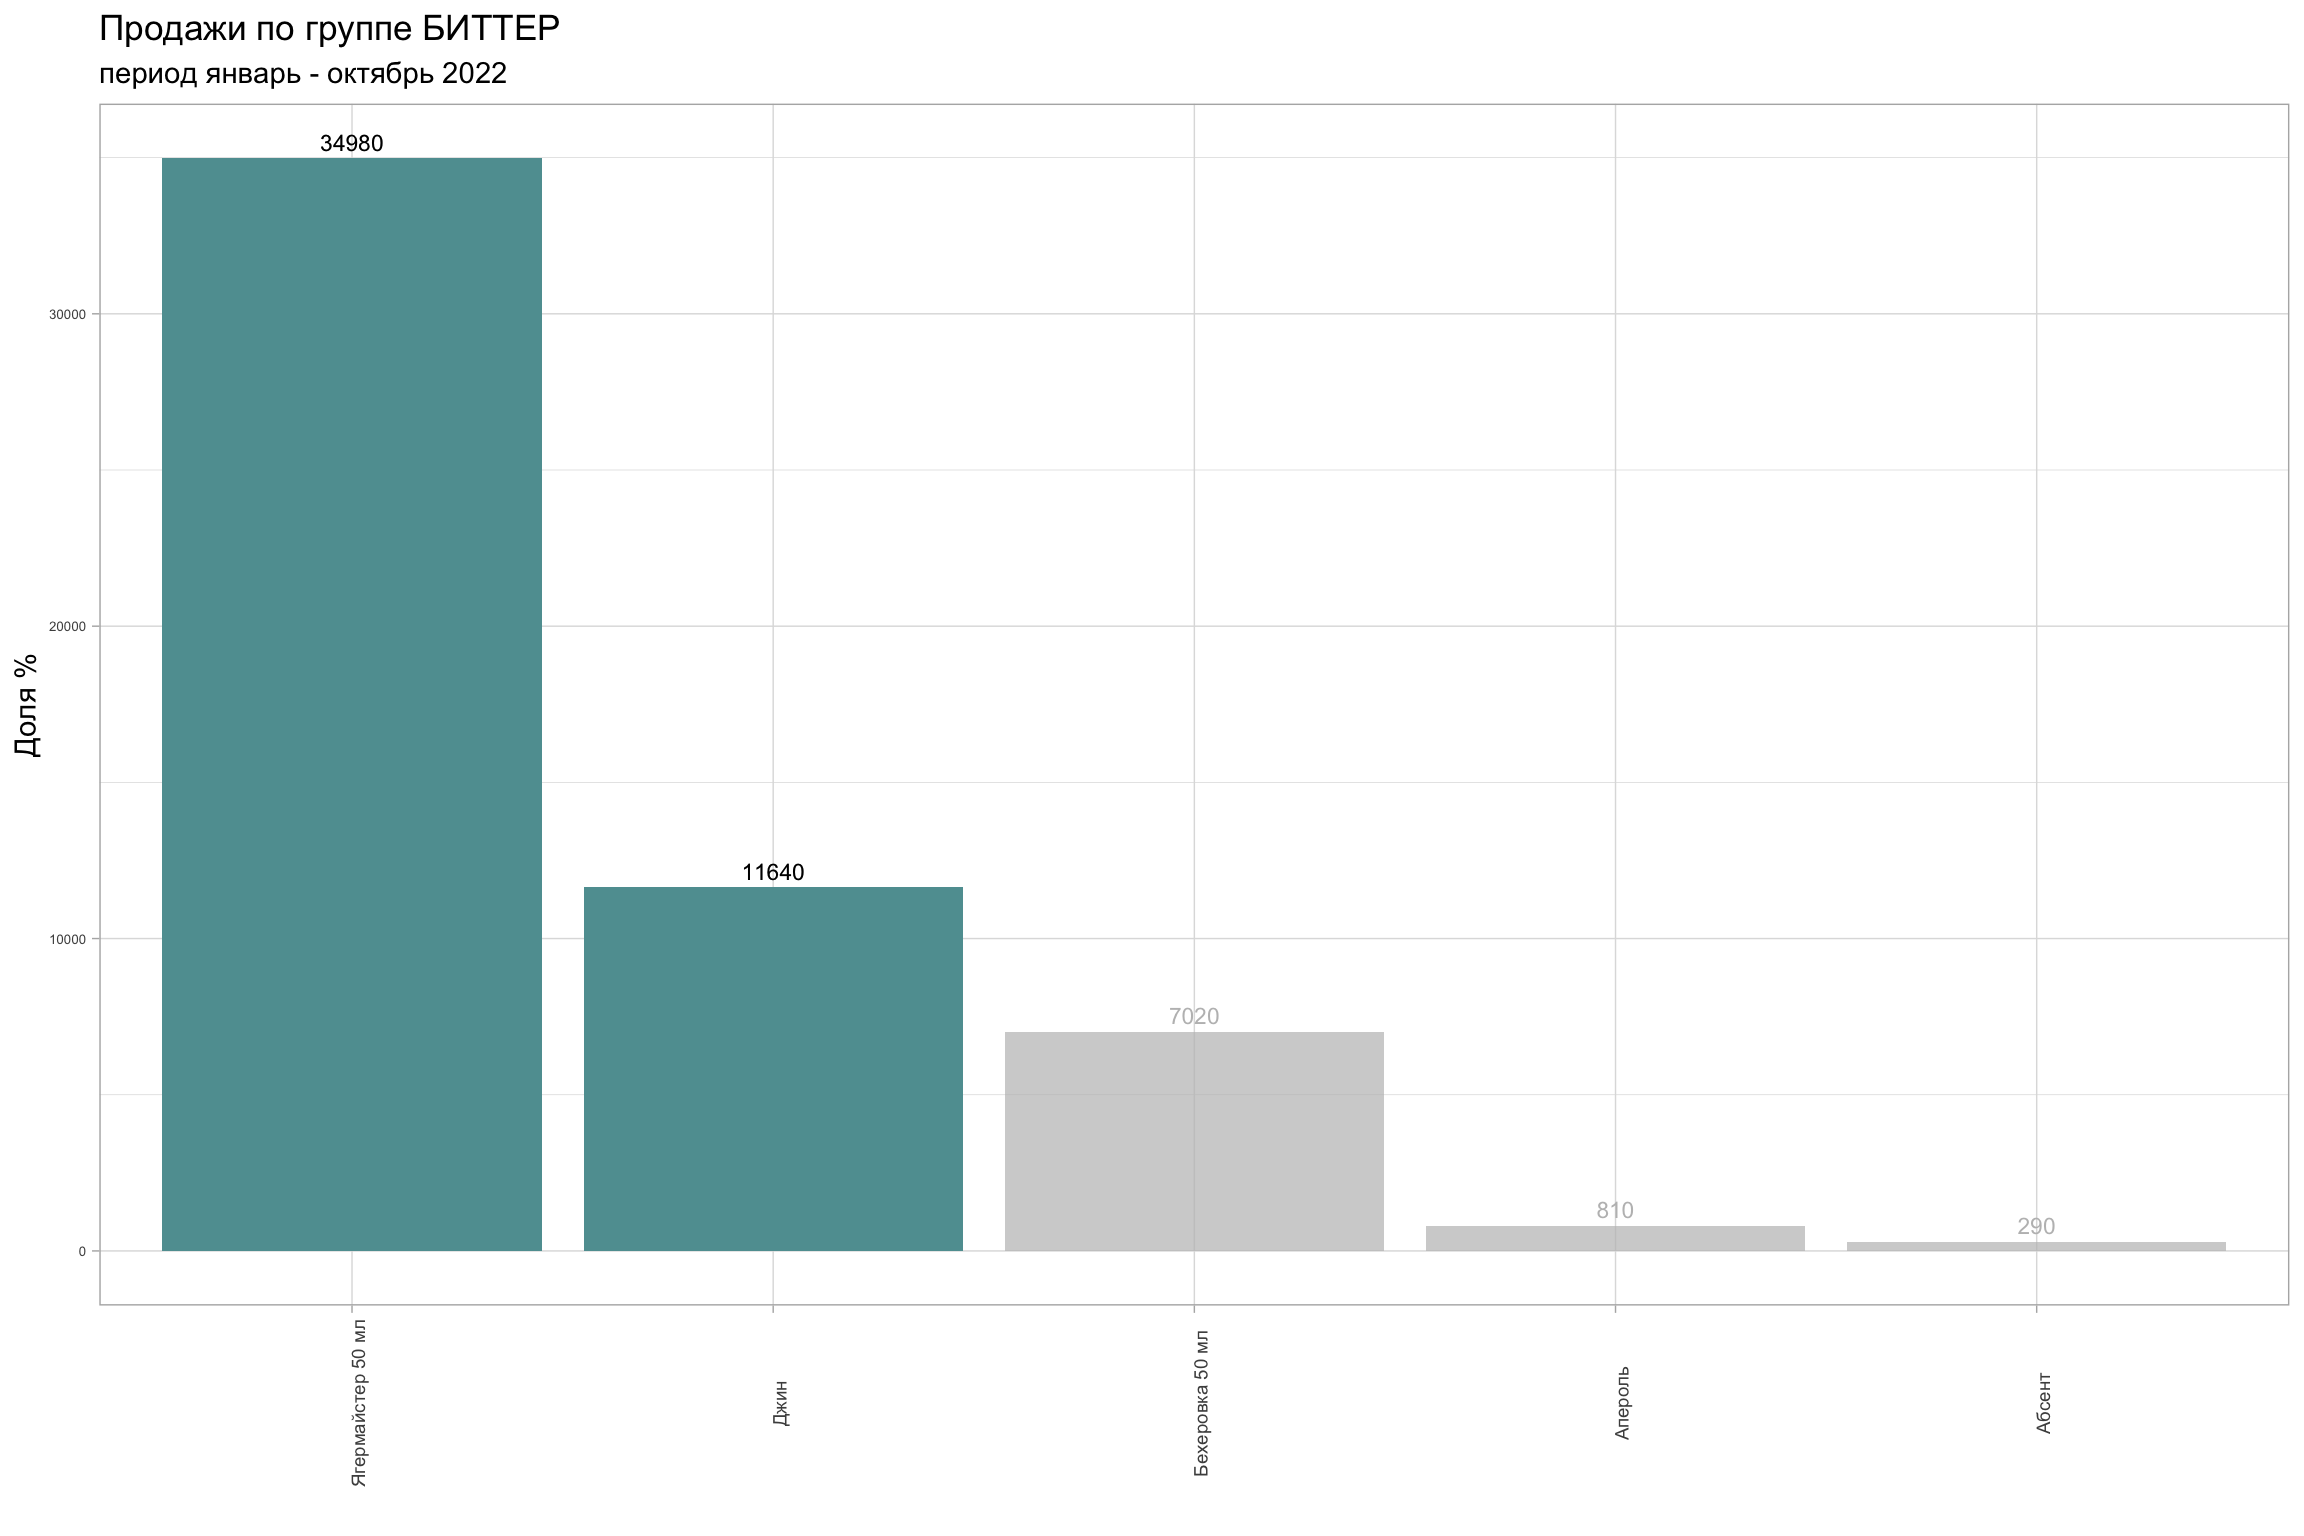 Продажи по группе БИТТЕР
период январь - октябрь 2022
Доля %
30000
20000
10000
0
34980
11640
7020
810
290
Ягермайстер 50 мл
Джин
Бехеровка 50 мл
Апероль
Абсент